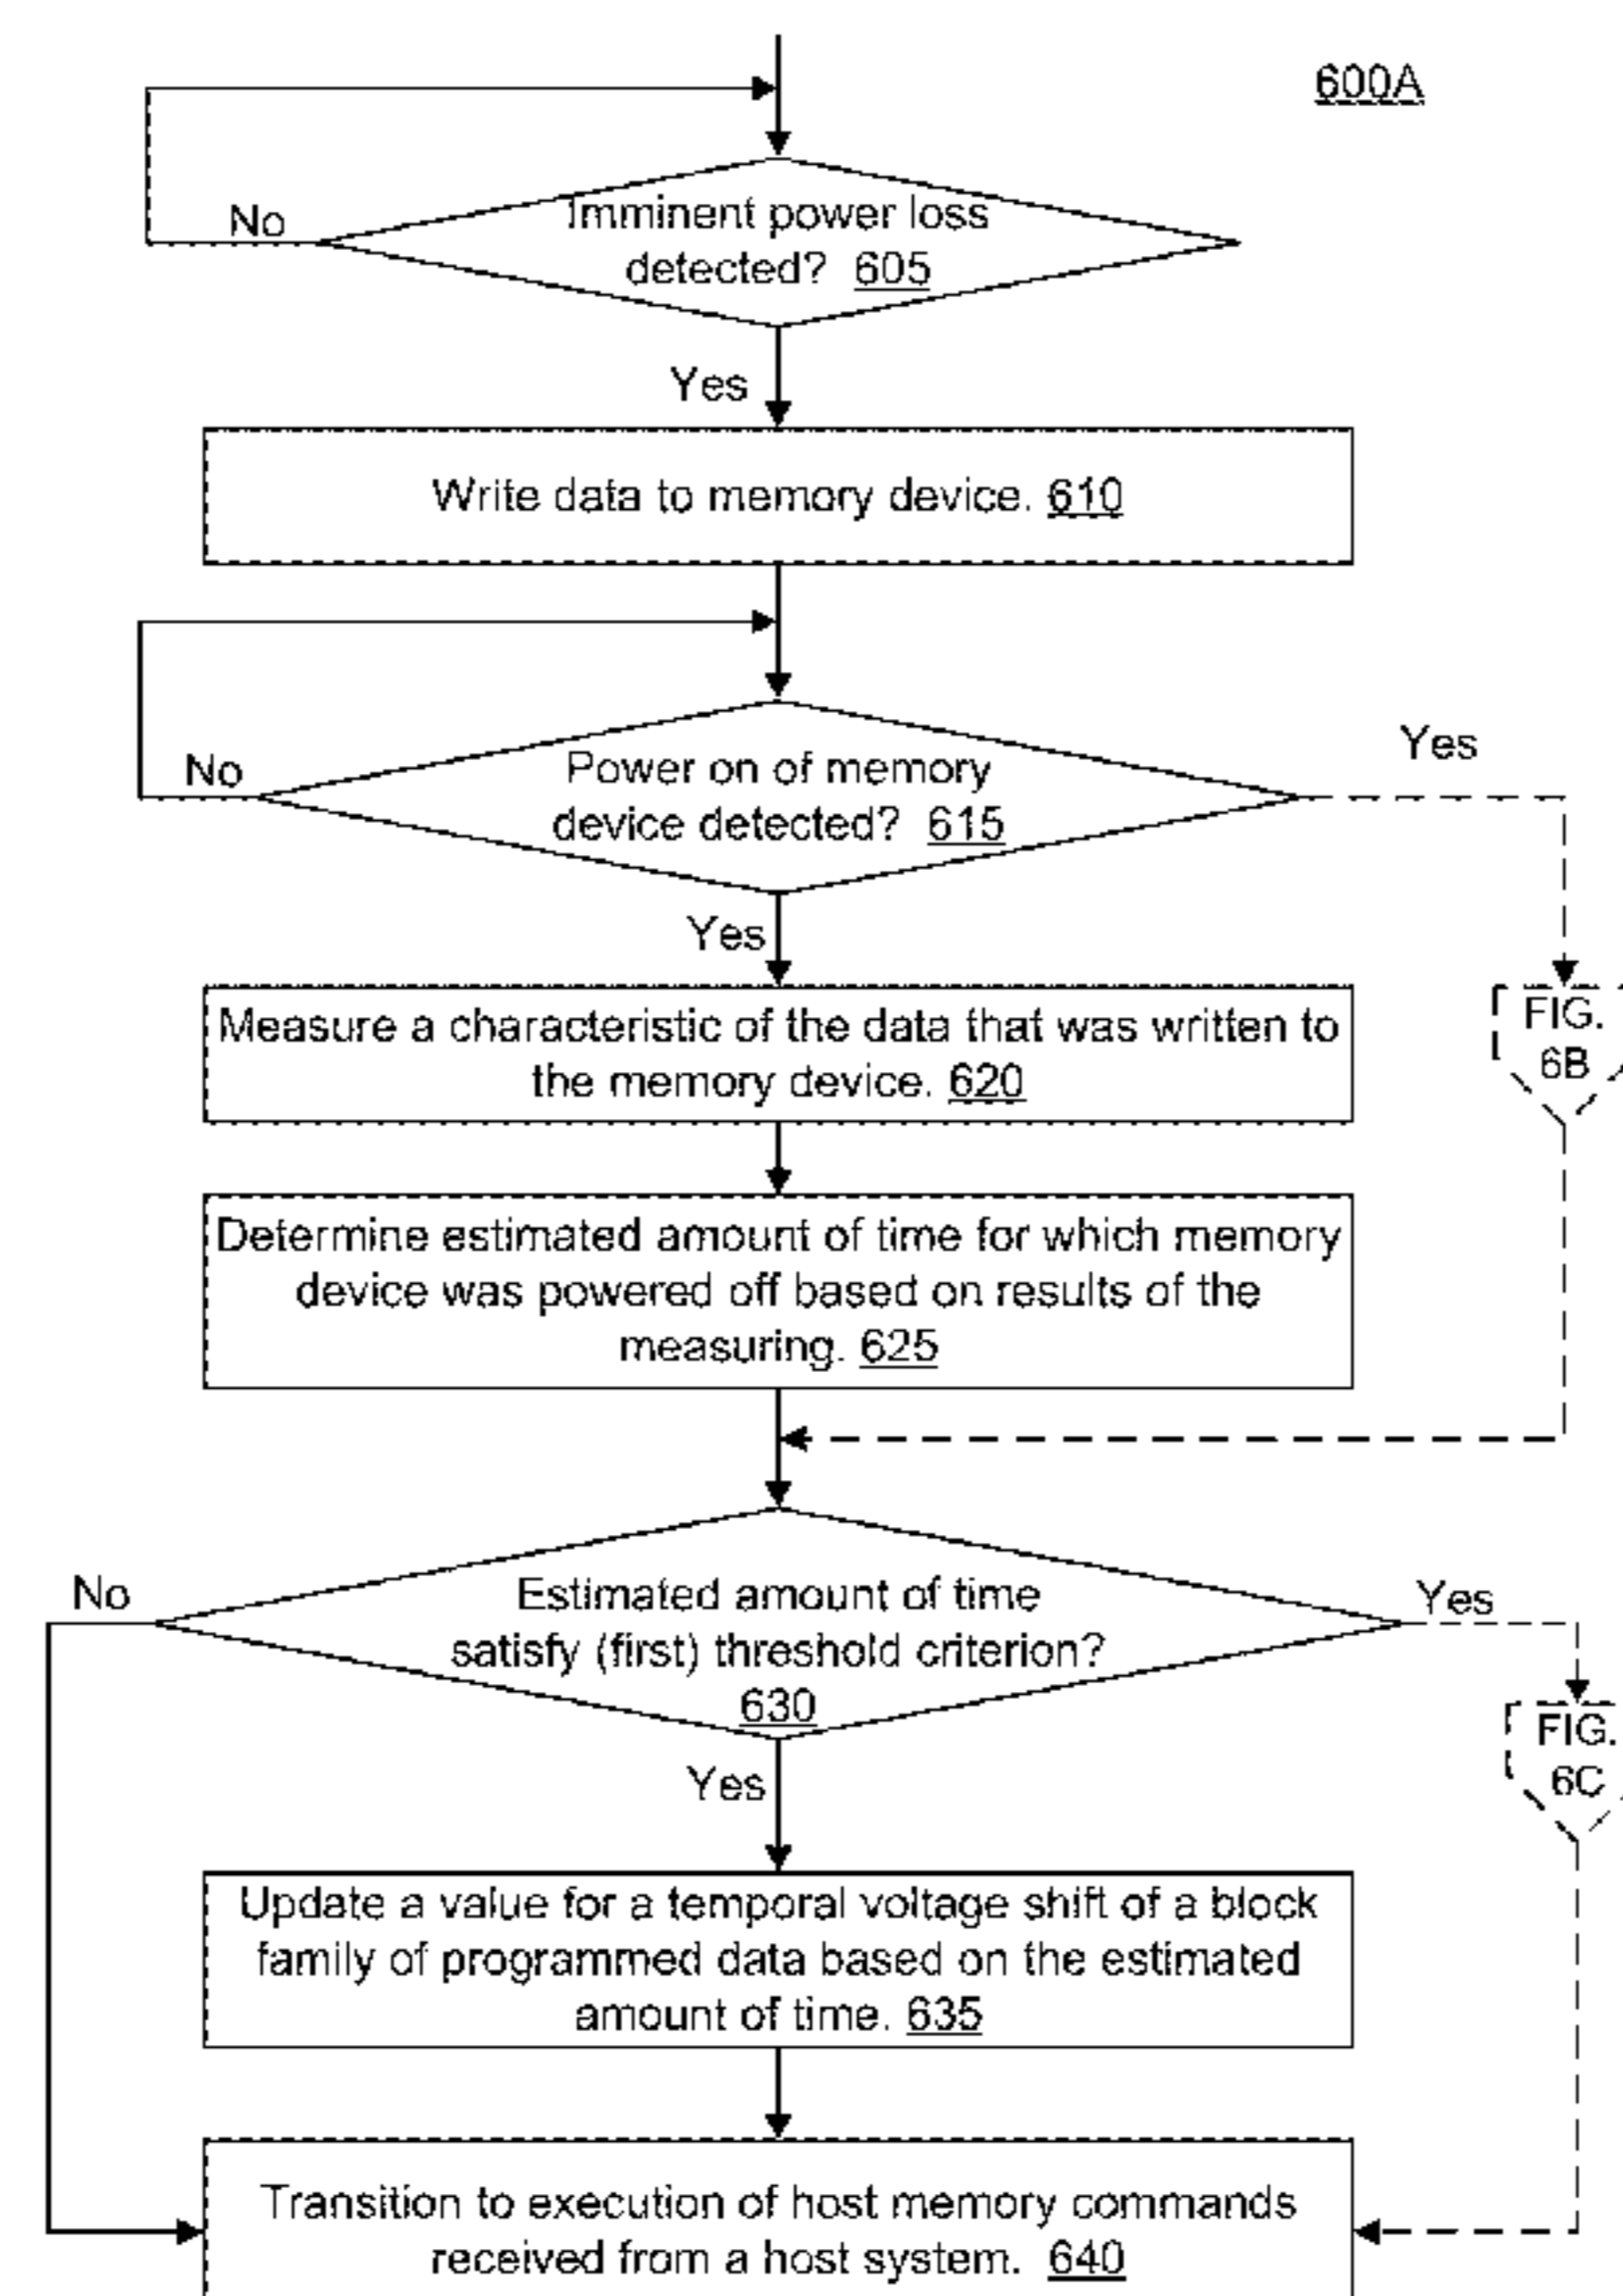 600A
No
Imminent power loss
detected? 605
Yes
Write data to memory device. 610
No
Power on of memory
device detected? 615
Yes
Yes
Measure a characteristic of the data that was written to
the memory device. 620
FIG.
6B
Determine estimated amount of time for which memory
device was powered off based on results of the
measuring. 625
No
Estimated amount of time
satisfy (first) threshold criterion?
630
Yes
Yes
FIG.
6C
Update a value for a temporal voltage shift of a block
family of programmed data based on the estimated
amount of time. 635
Transition to execution of host memory commands
received from a host system. 640